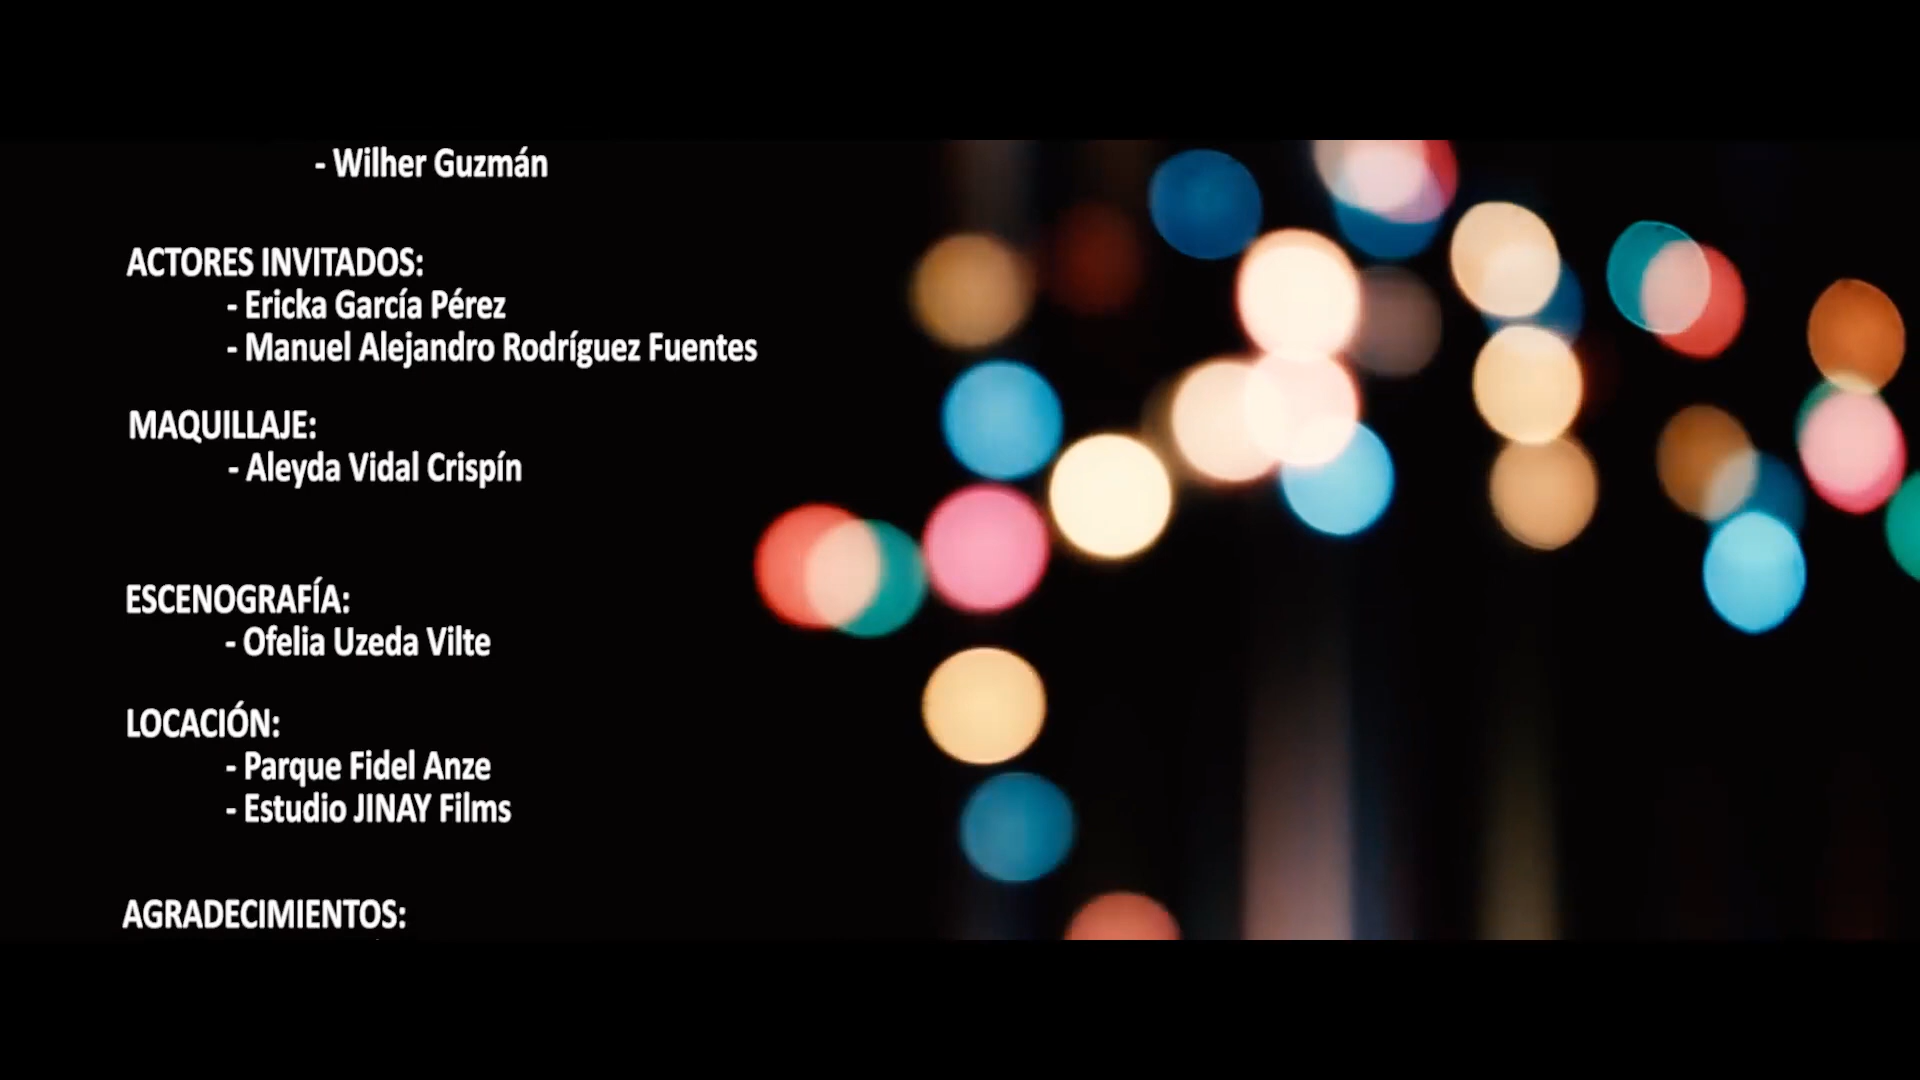 - Wilher Guzmán
ACTORES INVITADOS:
- Ericka García Pérez
- Manuel Alejandro Rodríguez Fuentes
MAQUILLAJE:
- Aleyda Vidal Crispín
ESCENOGRAFÍA:
- Ofelia Uzeda Vilte
LOCACIÓN:
- Parque Fidel Anze
- Estudio JINAY Films
AGRADECIMIENTOS: